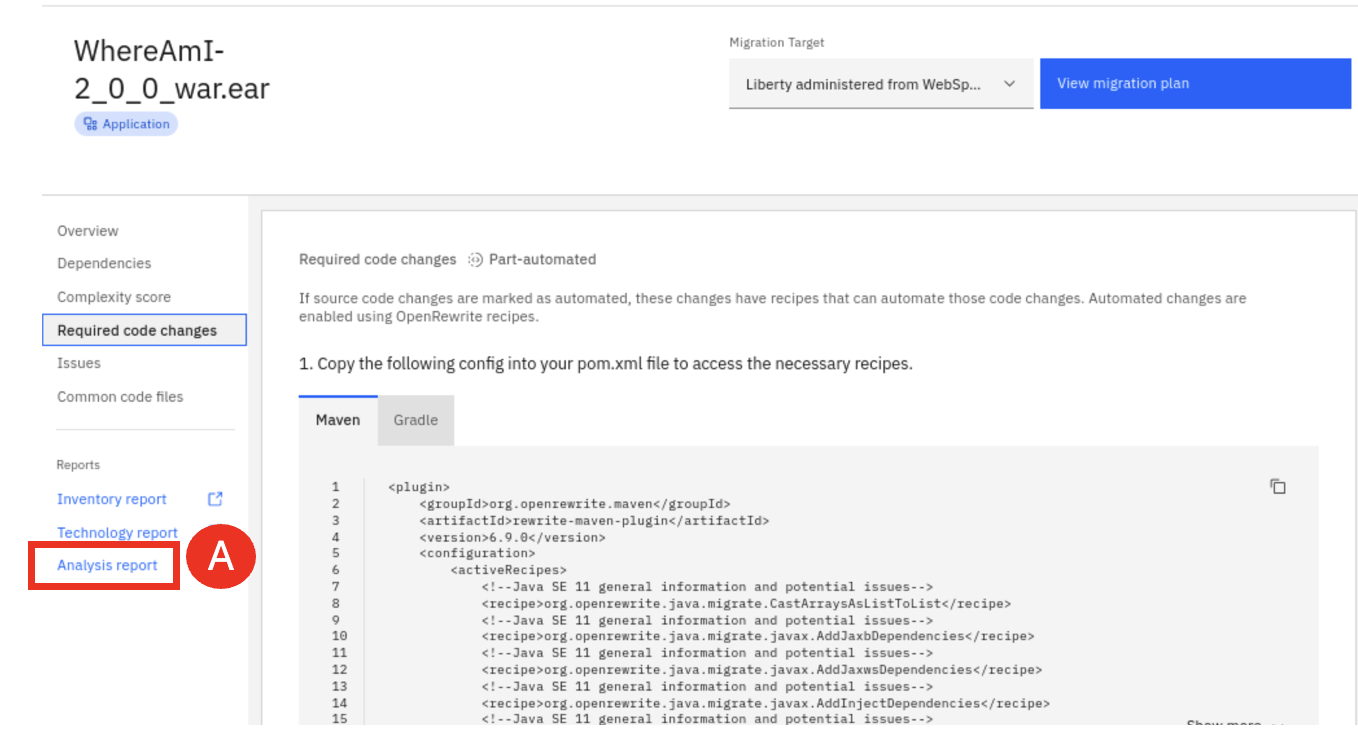 WhereAmI-
2_0_0_war.ear
Application
Migration Target
Liberty administered from WebSp...
View migration plan
Overview
Dependencies
Complexity score
Required code changes
Issues
Common code files
Reports
Inventory report
Technology report
Analysis report
A
Required code changes Part-automated
If source code changes are marked as automated, these changes have recipes that can automate those code changes. Automated changes are
enabled using OpenRewrite recipes.
1. Copy the following config into your pom.xml file to access the necessary recipes.
Maven Gradle
1 <plugin>
2 <groupId>org.openrewrite.maven</groupId>
3 <artifactId>rewrite-maven-plugin</artifactId>
4 <version>6.9.0</version>
5 <configuration>
6 <activeRecipes>
7 <!--Java SE 11 general information and potential issues-->
8 <recipe>org.openrewrite.java.migrate.CastArraysAsListToList</recipe>
9 <!--Java SE 11 general information and potential issues-->
10 <recipe>org.openrewrite.java.migrate.javax.AddJaxbDependencies</recipe>
11 <!--Java SE 11 general information and potential issues-->
12 <recipe>org.openrewrite.java.migrate.javax.AddJaxwsDependencies</recipe>
13 <!--Java SE 11 general information and potential issues-->
14 <recipe>org.openrewrite.java.migrate.javax.AddInjectDependencies</recipe>
15 <!--Java SE 11 general information and potential issues-->
Show more